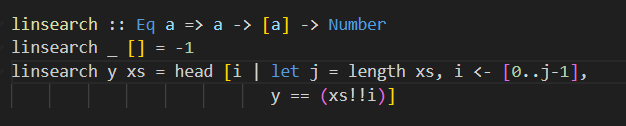 linsearch :: Eq a => a -> [a] -> Number
linsearch _ [] = -1
linsearch y xs = head [i | let j = length xs, i <- [0..j-1],
y == (xs!!i)]